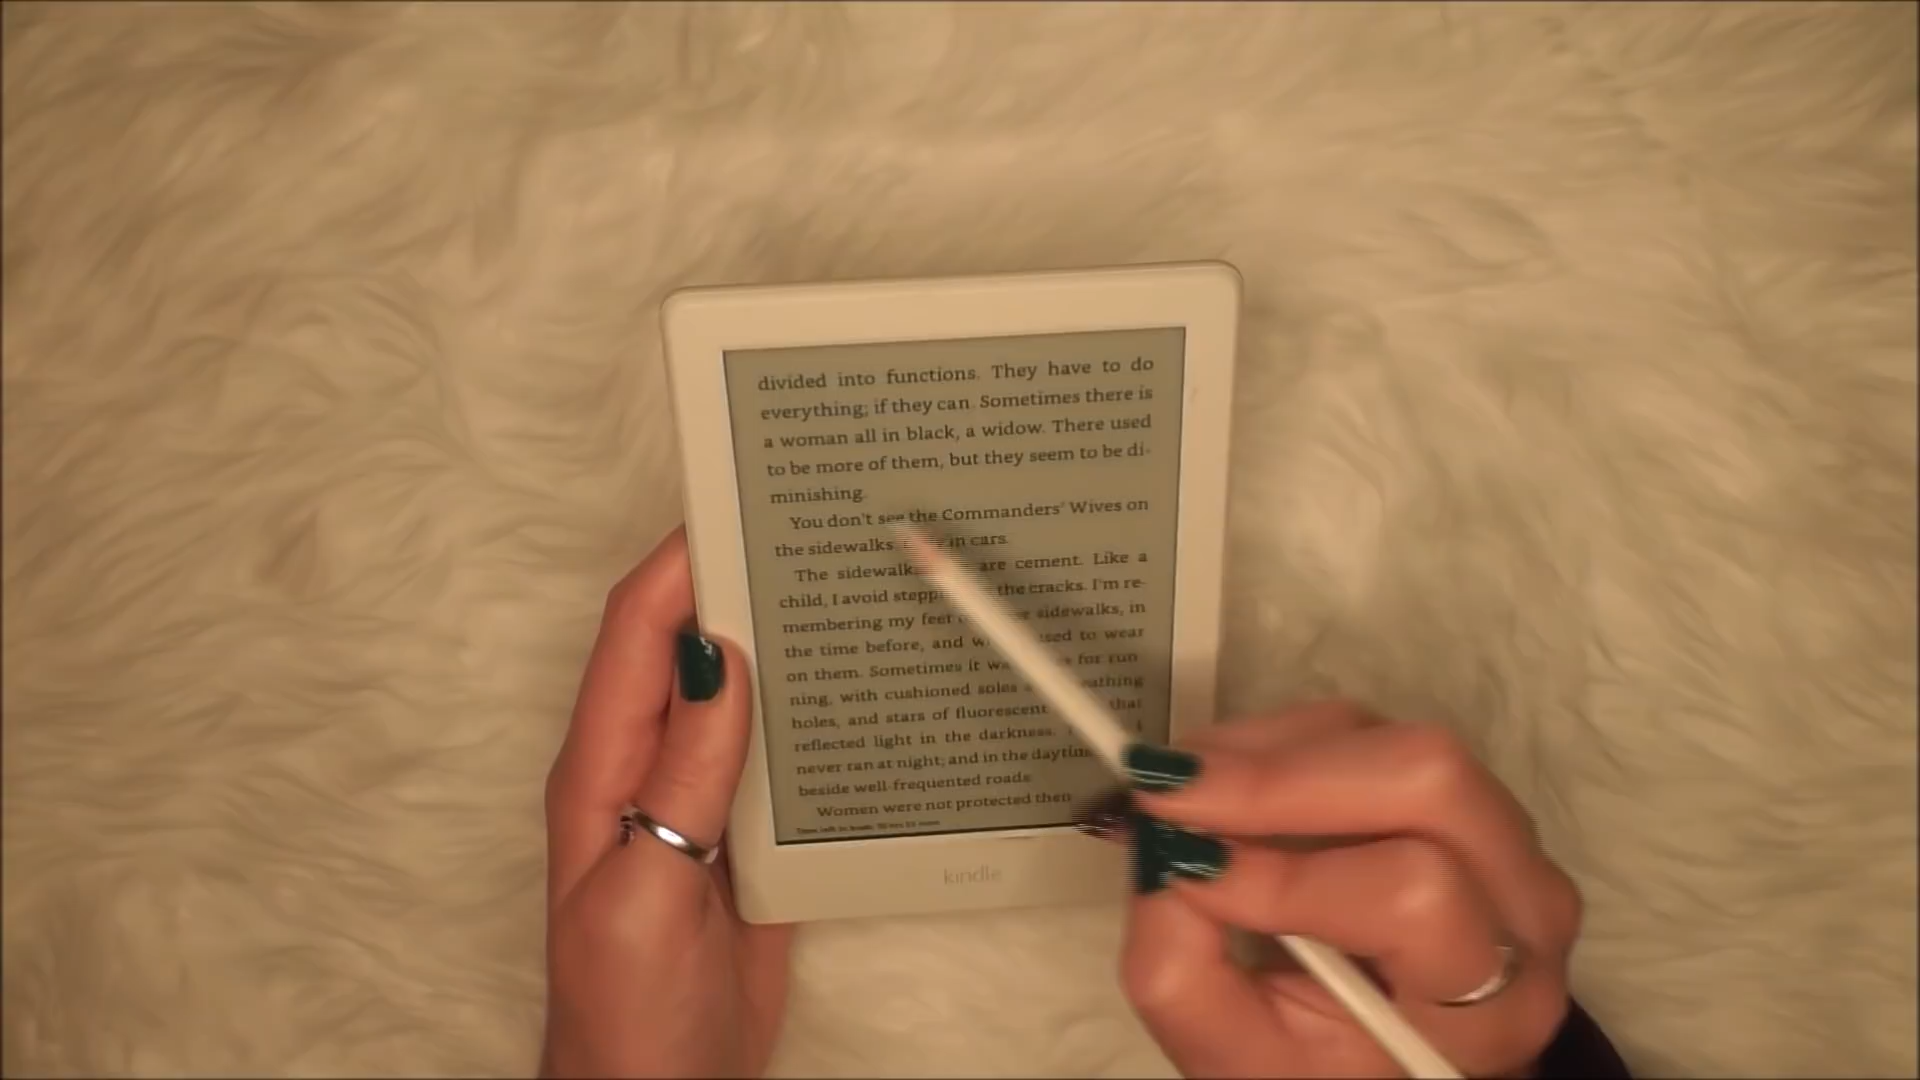 divided into functions. They have to do
everything; if they can. Sometimes there is
a woman all in black, a widow. There used
to be more of them, but they seem to be di-
minishing.
You don't see the Commanders' Wives on
the sidewalks in cars.
The sidewalk are cement. Like a
child, I avoid stepp the cracks. I'm re-
membering my feet sidewalks, in
the time before, and used to wear
on them. Sometimes it for run
ning, with cushioned soles
holes, and stars of fluorescent that
reflected light in the darkness.
never ran at night; and in the daytim
beside well-frequented roads
Women were not protected then
kindle